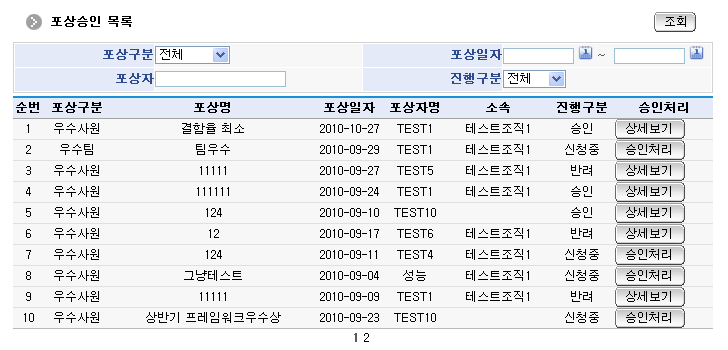 포상승인 목록 조회
포상구분 전체 포상일자 ~
포상자 진행구분 전체
순번 포상구분 포상명 포상일자 포상자명 소속 진행구분 승인처리
1 우수사원 결함율 최소 2010-10-27 TEST1 테스트조직1 승인 상세보기
2 우수팀 팀우수 2010-09-29 TEST1 테스트조직1 신청중 승인처리
3 우수사원 11111 2010-09-27 TEST5 테스트조직1 반려 상세보기
4 우수사원 111111 2010-09-24 TEST1 테스트조직1 승인 상세보기
5 우수사원 124 2010-09-10 TEST10 승인 상세보기
6 우수사원 12 2010-09-17 TEST6 테스트조직1 반려 상세보기
7 우수사원 124 2010-09-11 TEST4 테스트조직1 신청중 승인처리
8 우수사원 그냥테스트 2010-09-04 성능 테스트조직1 신청중 승인처리
9 우수사원 11111 2010-09-09 TEST1 테스트조직1 반려 상세보기
10 우수사원 상반기 프레임워크우수상 2010-09-23 TEST10 신청중 승인처리
1 2